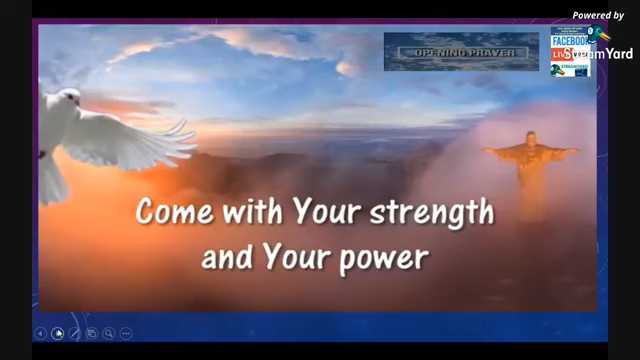 Powered by
StreamYard
OPENING PRAYER
FACEBOOK
Come with Your strength
and Your power